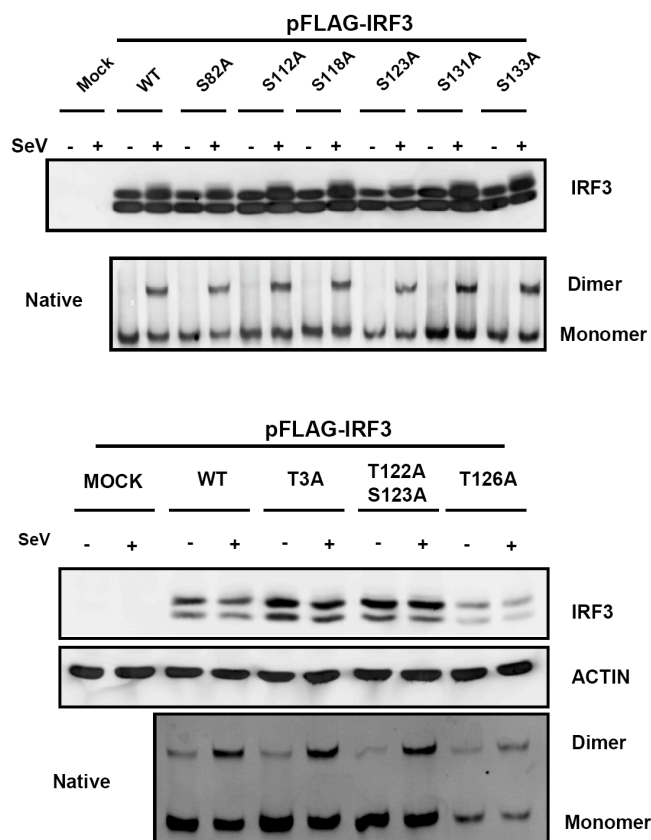 pFLAG-IRF3
Mock WT S82A S112A S118A S123A S131A S133A
SeV - + - + - + - + - + - + - + - +
IRF3
Native
Dimer
Monomer
pFLAG-IRF3
MOCK WT T3A T122A S123A T126A
SeV - + - + - + - + - +
IRF3
ACTIN
Native
Dimer
Monomer